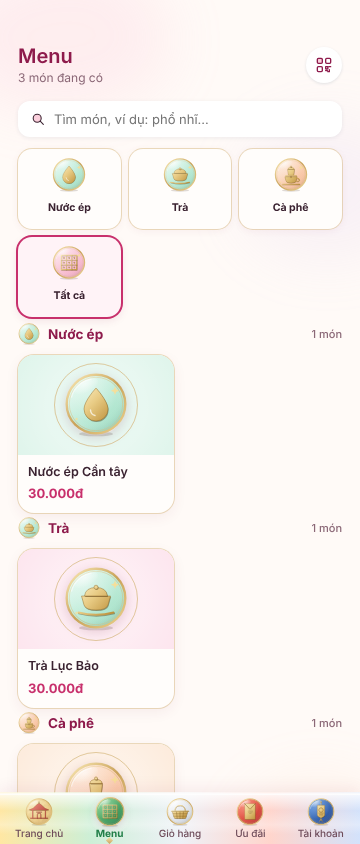 Menu
3 món đang có
Tìm món, ví dụ: phổ nhĩ...
Nước ép
Trà
Cà phê
Tất cả
Nước ép
1 món
Nước ép Cần tây
30.000đ
Trà
1 món
Trà Lục Bảo
30.000đ
Cà phê
1 món
Trang chủ
Menu
Giỏ hàng
Ưu đãi
Tài khoản